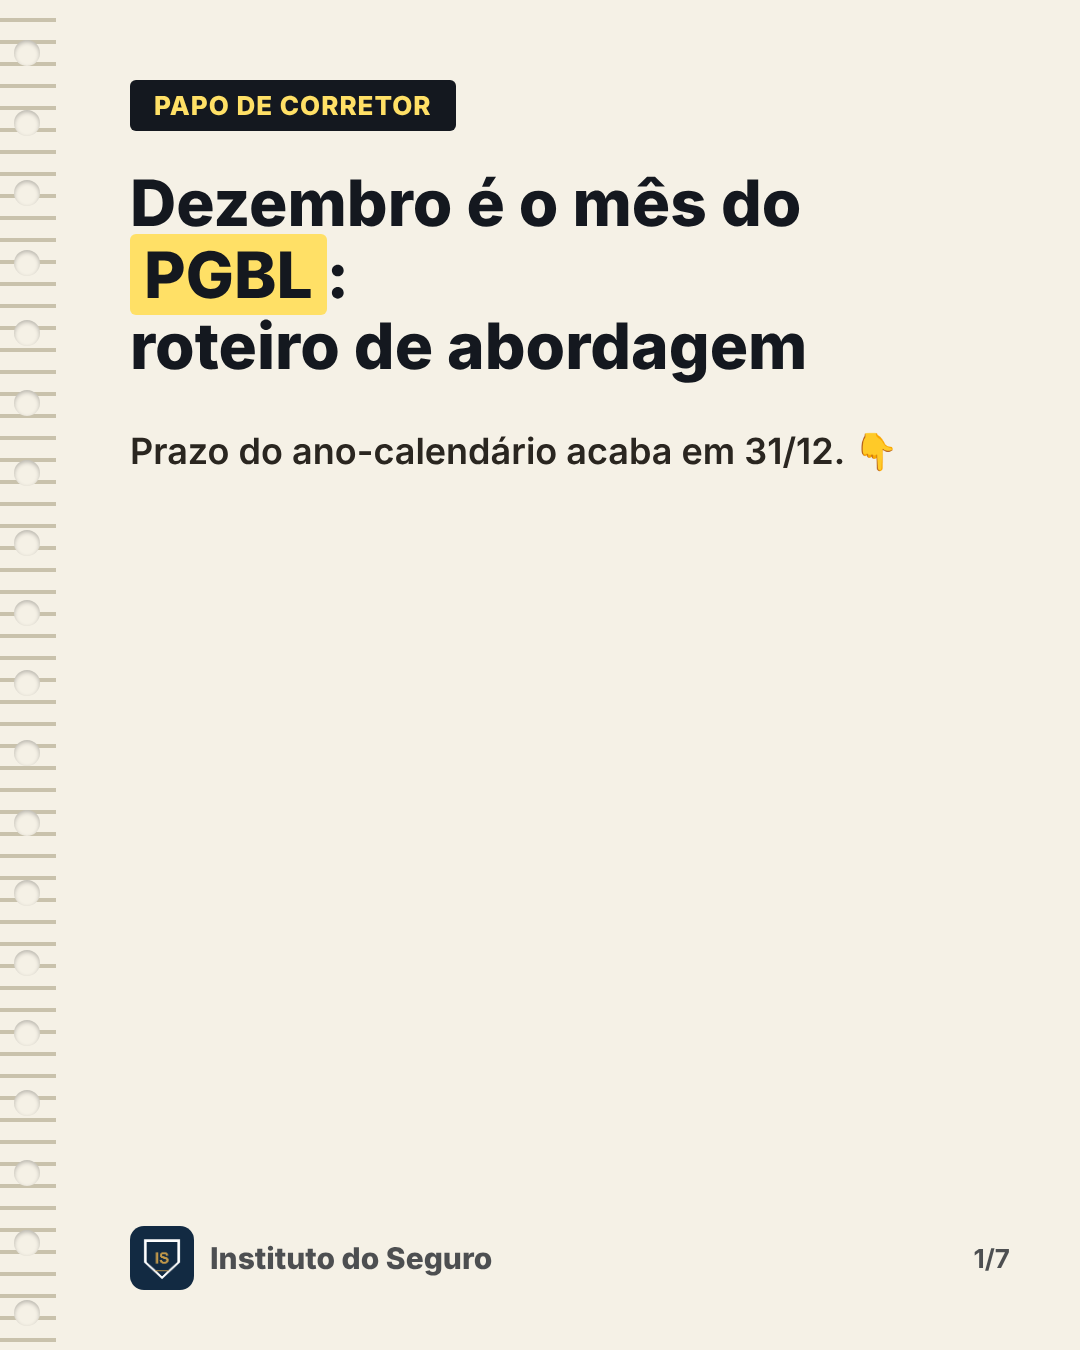 PAPO DE CORRETOR
Dezembro é o mês do
PGBL:
roteiro de abordagem
Prazo do ano-calendário acaba em 31/12. 👇
IS
Instituto do Seguro
1/7